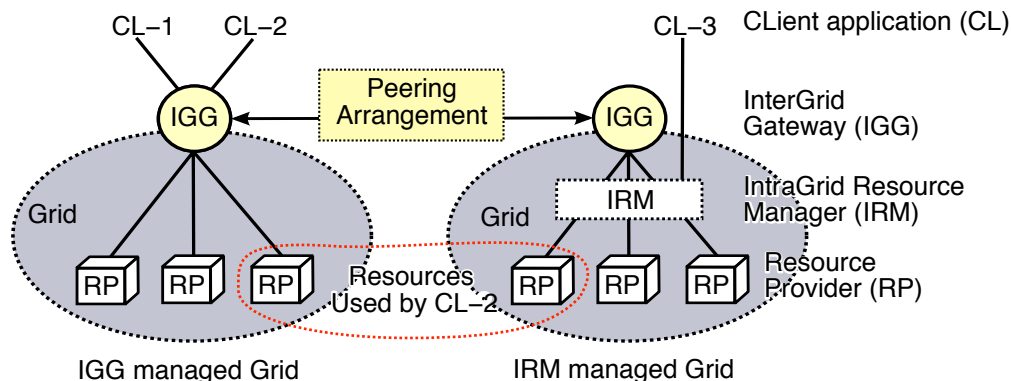 CL–1
CL–2
CL–3
CLient application (CL)
Peering
Arrangement
IGG
IGG
InterGrid
Gateway (IGG)
Grid
Grid
IRM
IntraGrid Resource
Manager (IRM)
RP
RP
RP
Resources
Used by CL–2
RP
RP
RP
Resource
Provider (RP)
IGG managed Grid
IRM managed Grid